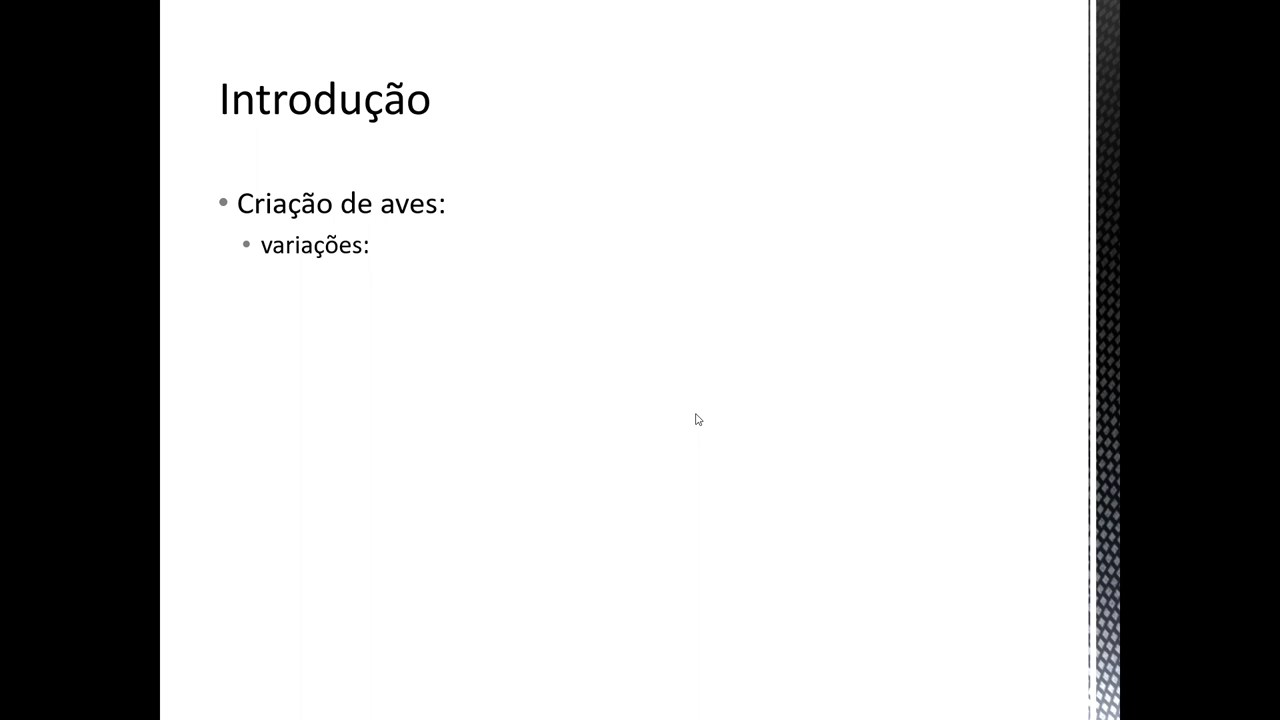 Introdução
• Criação de aves:
• variações: